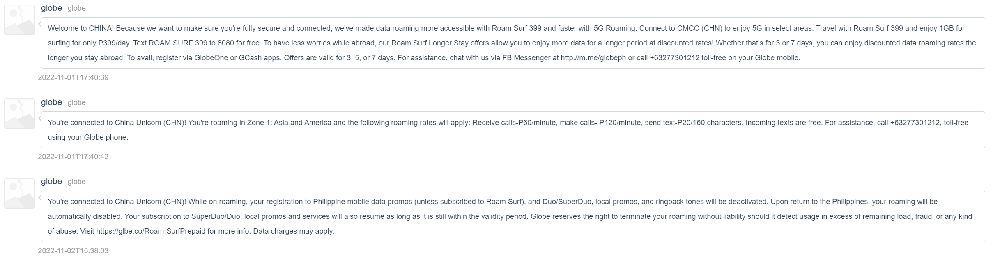 globe globe
Welcome to CHINA! Because we want to make sure you're fully secure and connected, we've made data roaming more accessible with Roam Surf 399 and faster with 5G Roaming. Connect to CMCC (CHN) to enjoy 5G in select areas. Travel with Roam Surf 399 and enjoy 1GB for
surfing for only P399/day. Text ROAM SURF 399 to 8080 for free. To have less worries while abroad, our Roam Surf Longer Stay offers allow you to enjoy more data for a longer period at discounted rates! Whether that's for 3 or 7 days, you can enjoy discounted data roaming rates the
longer you stay abroad. To avail, register via GlobeOne or GCash apps. Offers are valid for 3, 5, or 7 days. For assistance, chat with us via FB Messenger at http://m.me/globeph or call +63277301212 toll-free on your Globe mobile.
2022-11-01T17:40:39
globe globe
You're connected to China Unicom (CHN)! You're roaming in Zone 1: Asia and America and the following roaming rates will apply: Receive calls-P60/minute, make calls- P120/minute, send text-P20/160 characters. Incoming texts are free. For assistance, call +63277301212, toll-free
using your Globe phone.
2022-11-01T17:40:42
globe globe
You're connected to China Unicom (CHN)! While on roaming, your registration to Philippine mobile data promos (unless subscribed to Roam Surf), and Duo/SuperDuo, local promos, and ringback tones will be deactivated. Upon return to the Philippines, your roaming will be
automatically disabled. Your subscription to SuperDuo/Duo, local promos and services will also resume as long as it is still within the validity period. Globe reserves the right to terminate your roaming without liability should it detect usage in excess of remaining load, fraud, or any kind
of abuse. Visit https://glbe.co/Roam-SurfPrepaid for more info. Data charges may apply.
2022-11-02T15:38:03